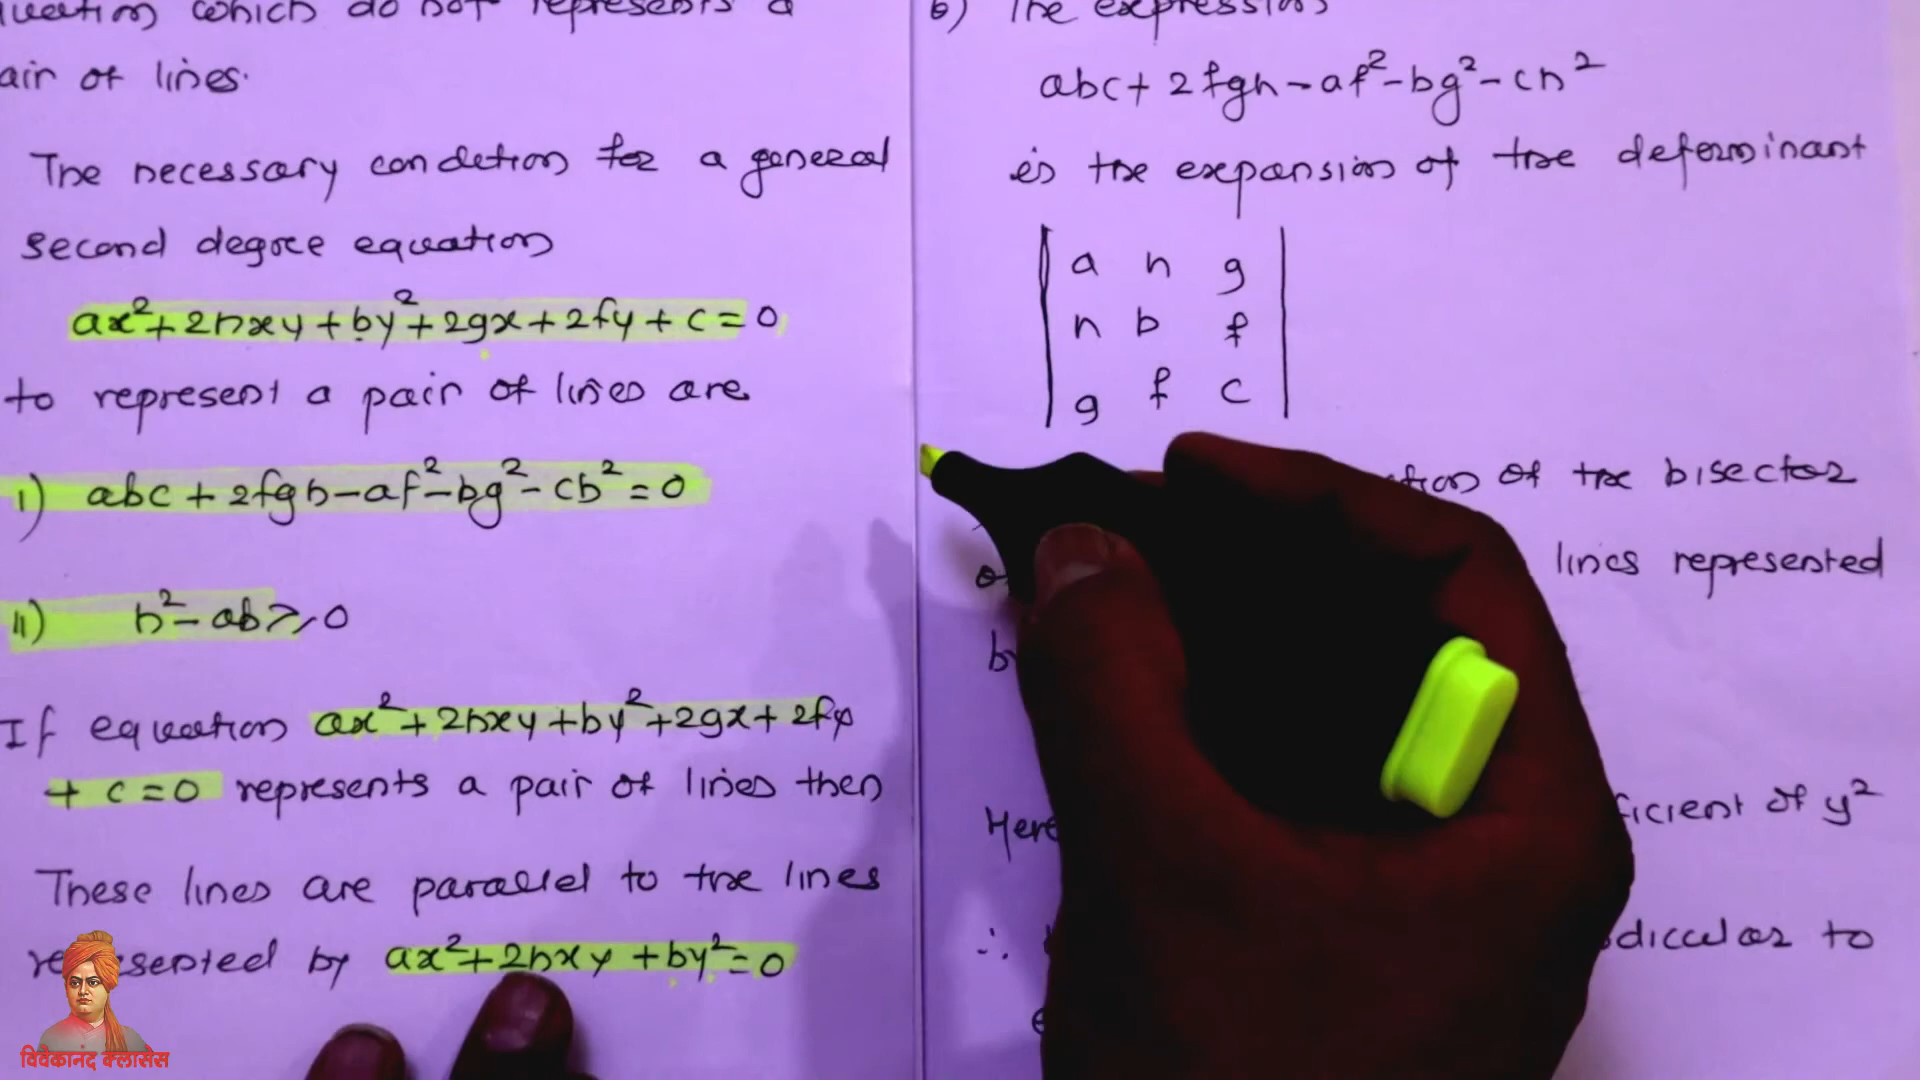 which do not represents a
air of lines.
The necessary condition for a general
second degree equation
ax²+2hxy+by²+2gx+2fy+c=0
to represent a pair of lines are
i) abc+2fgh-af²-bg²-ch²=0
ii) h²-ab≥0
If equation ax²+2hxy+by²+2gx+2fy
+c=0 represents a pair of lines then
These lines are parallel to the lines
by ax²+2hxy+by²=0
6) The expression
abc+2fgh-af²-bg²-ch²
is the expansion of the determinant
a h g
h b f
g f c
of the bisector
lines represented
Here of y²
∴ to
विवेकानंद क्लासेस